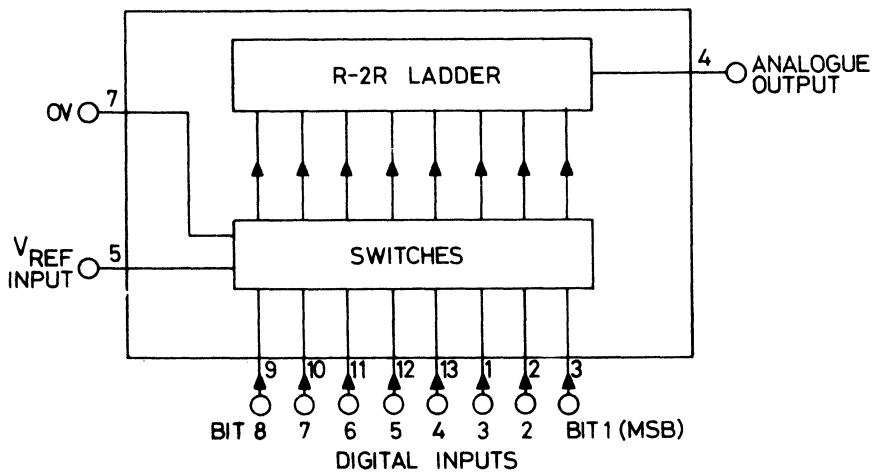 R-2R LADDER
4
ANALOGUE
OUTPUT
7
0V
SWITCHES
VREF
INPUT
5
9 10 11 12 13 1 2 3
BIT 8 7 6 5 4 3 2 BIT 1 (MSB)
DIGITAL INPUTS